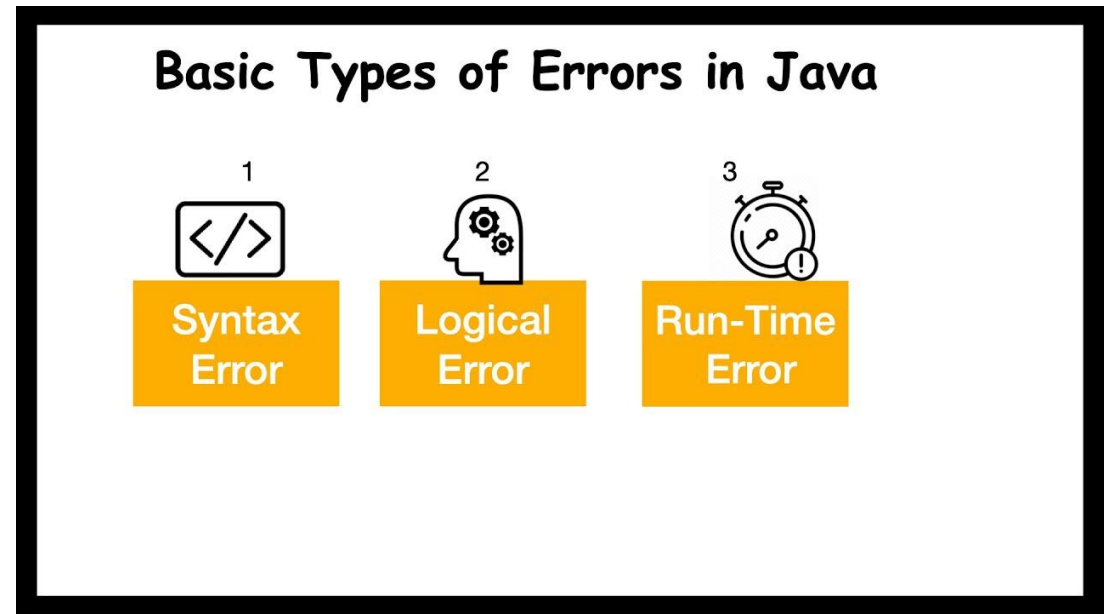 Basic Types of Errors in Java
1
2
3
</>
!
Syntax
Error
Logical
Error
Run-Time
Error